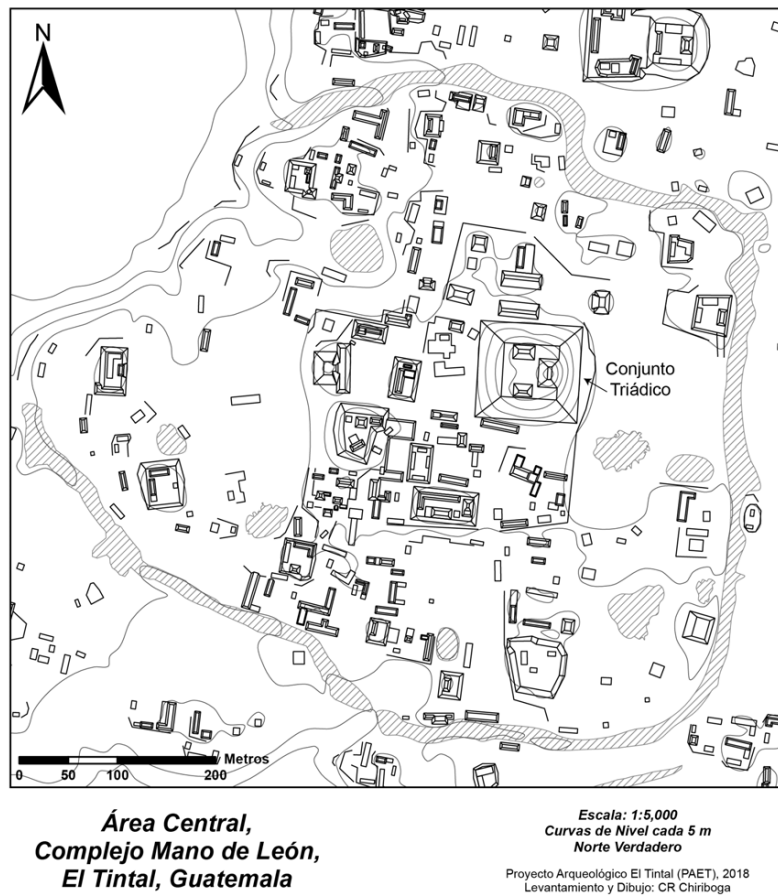 N
Conjunto
Triádico
Metros
0 50 100 200
Área Central,
Complejo Mano de León,
El Tintal, Guatemala
Escala: 1:5,000
Curvas de Nivel cada 5 m
Norte Verdadero
Proyecto Arqueológico El Tintal (PAET), 2018
Levantamiento y Dibujo: CR Chiriboga